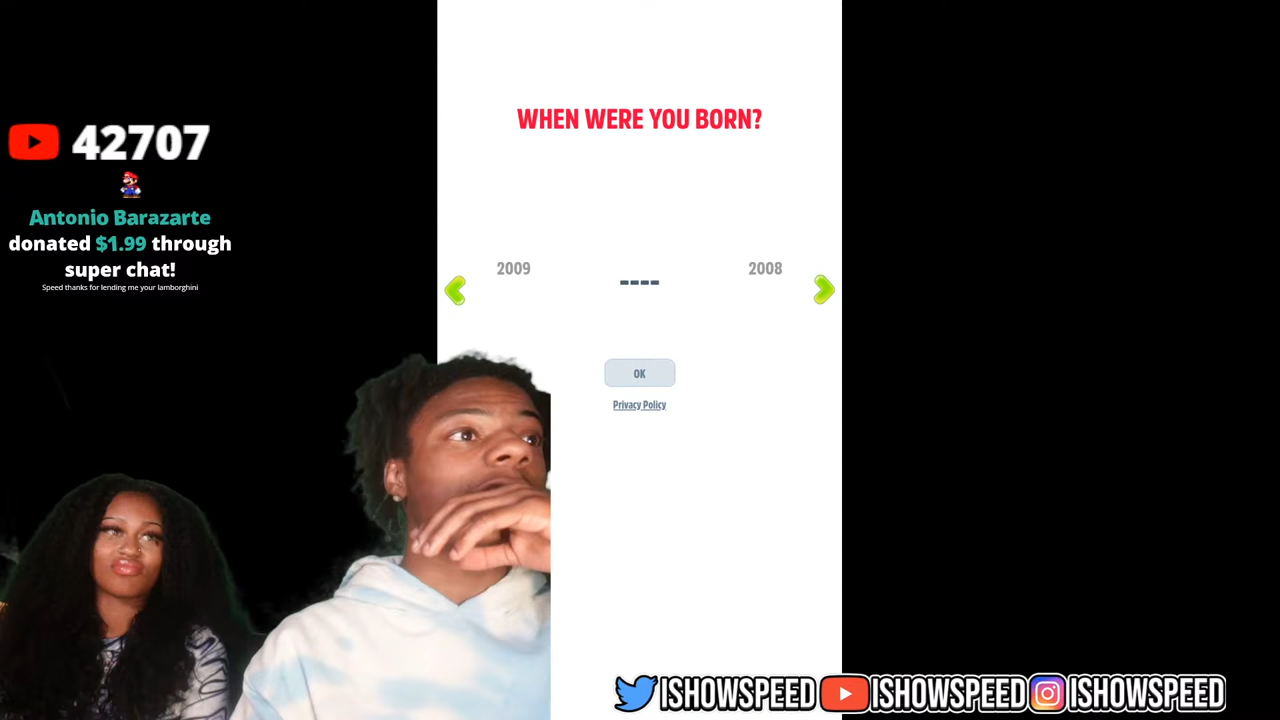 42707
Antonio Barazarte
donated $1.99 through
super chat!
Speed thanks for lending me your lamborghini
WHEN WERE YOU BORN?
2009
----
2008
OK
Privacy Policy
ISHOWSPEED
ISHOWSPEED
ISHOWSPEED